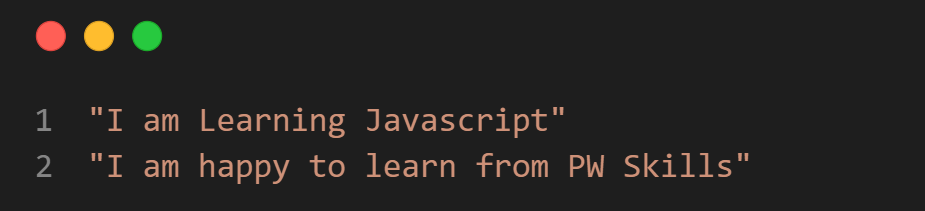 1 "I am Learning Javascript"
2 "I am happy to learn from PW Skills"